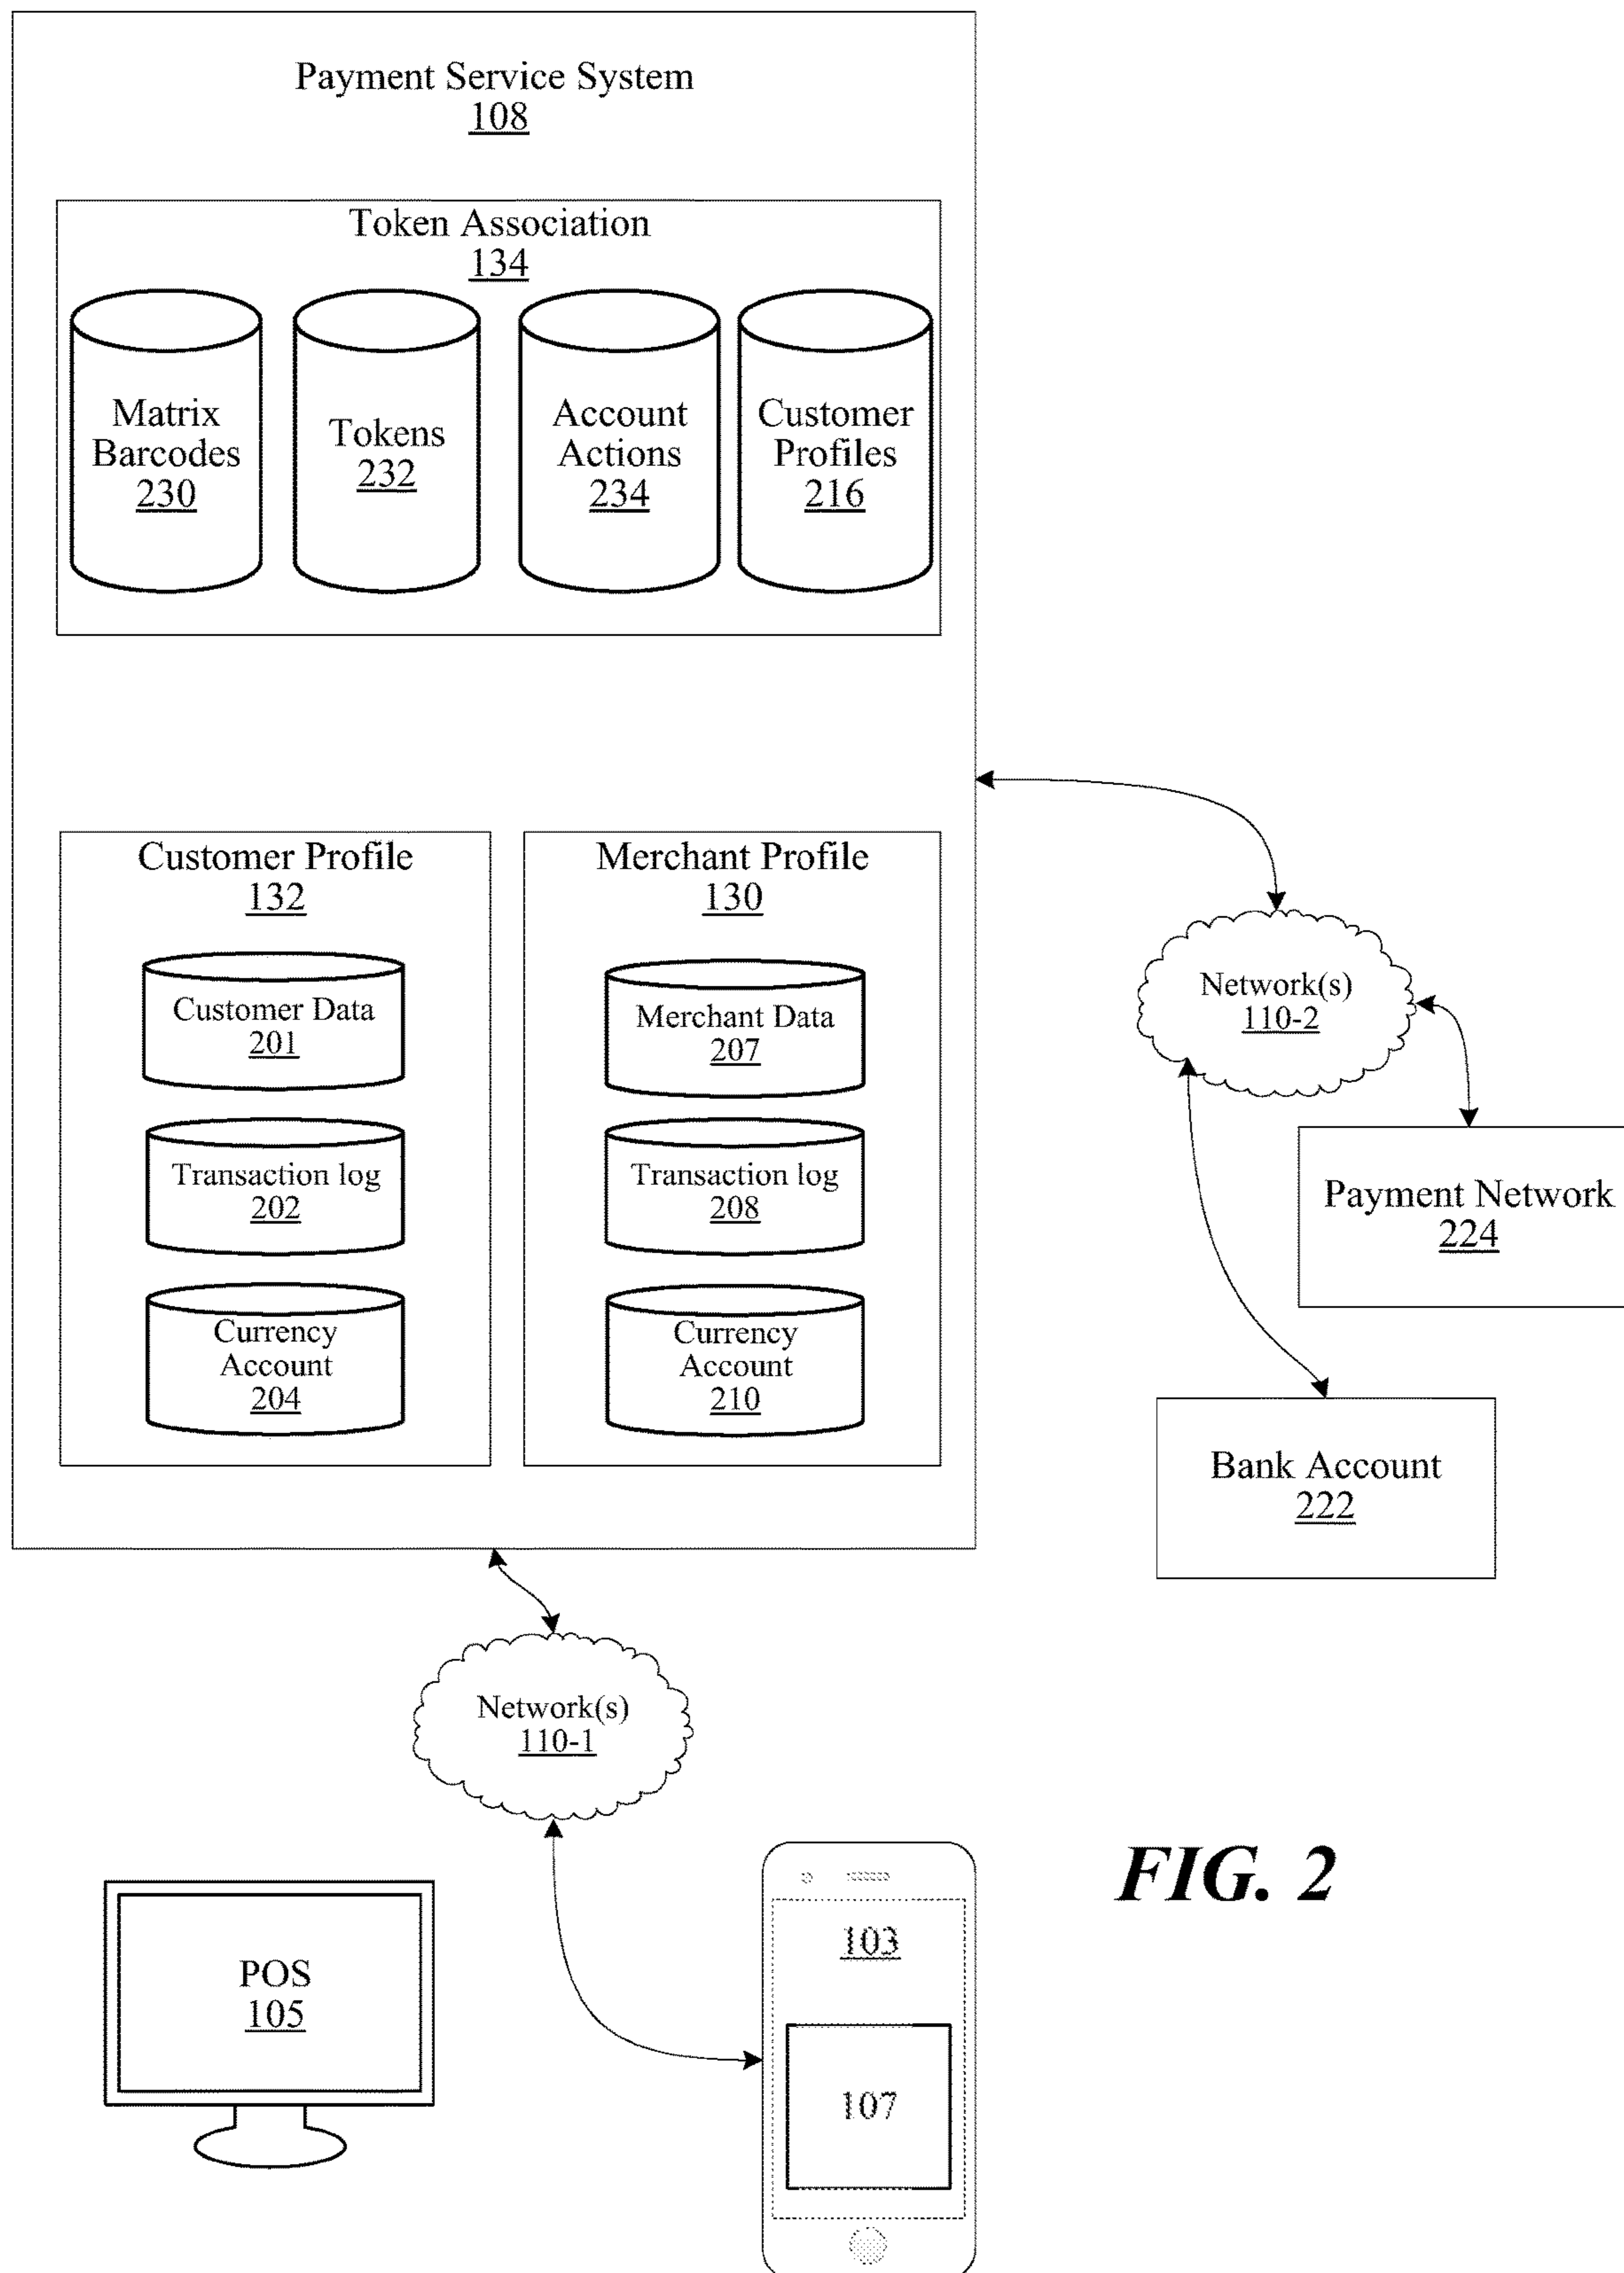 Payment Service System
108
Token Association
134
Matrix
Barcodes
230
Tokens
232
Account
Actions
234
Customer
Profiles
216
Customer Profile
132
Customer Data
201
Transaction log
202
Currency
Account
204
Merchant Profile
130
Merchant Data
207
Transaction log
208
Currency
Account
210
Network(s)
110-2
Payment Network
224
Bank Account
222
Network(s)
110-1
POS
105
103
107
FIG. 2